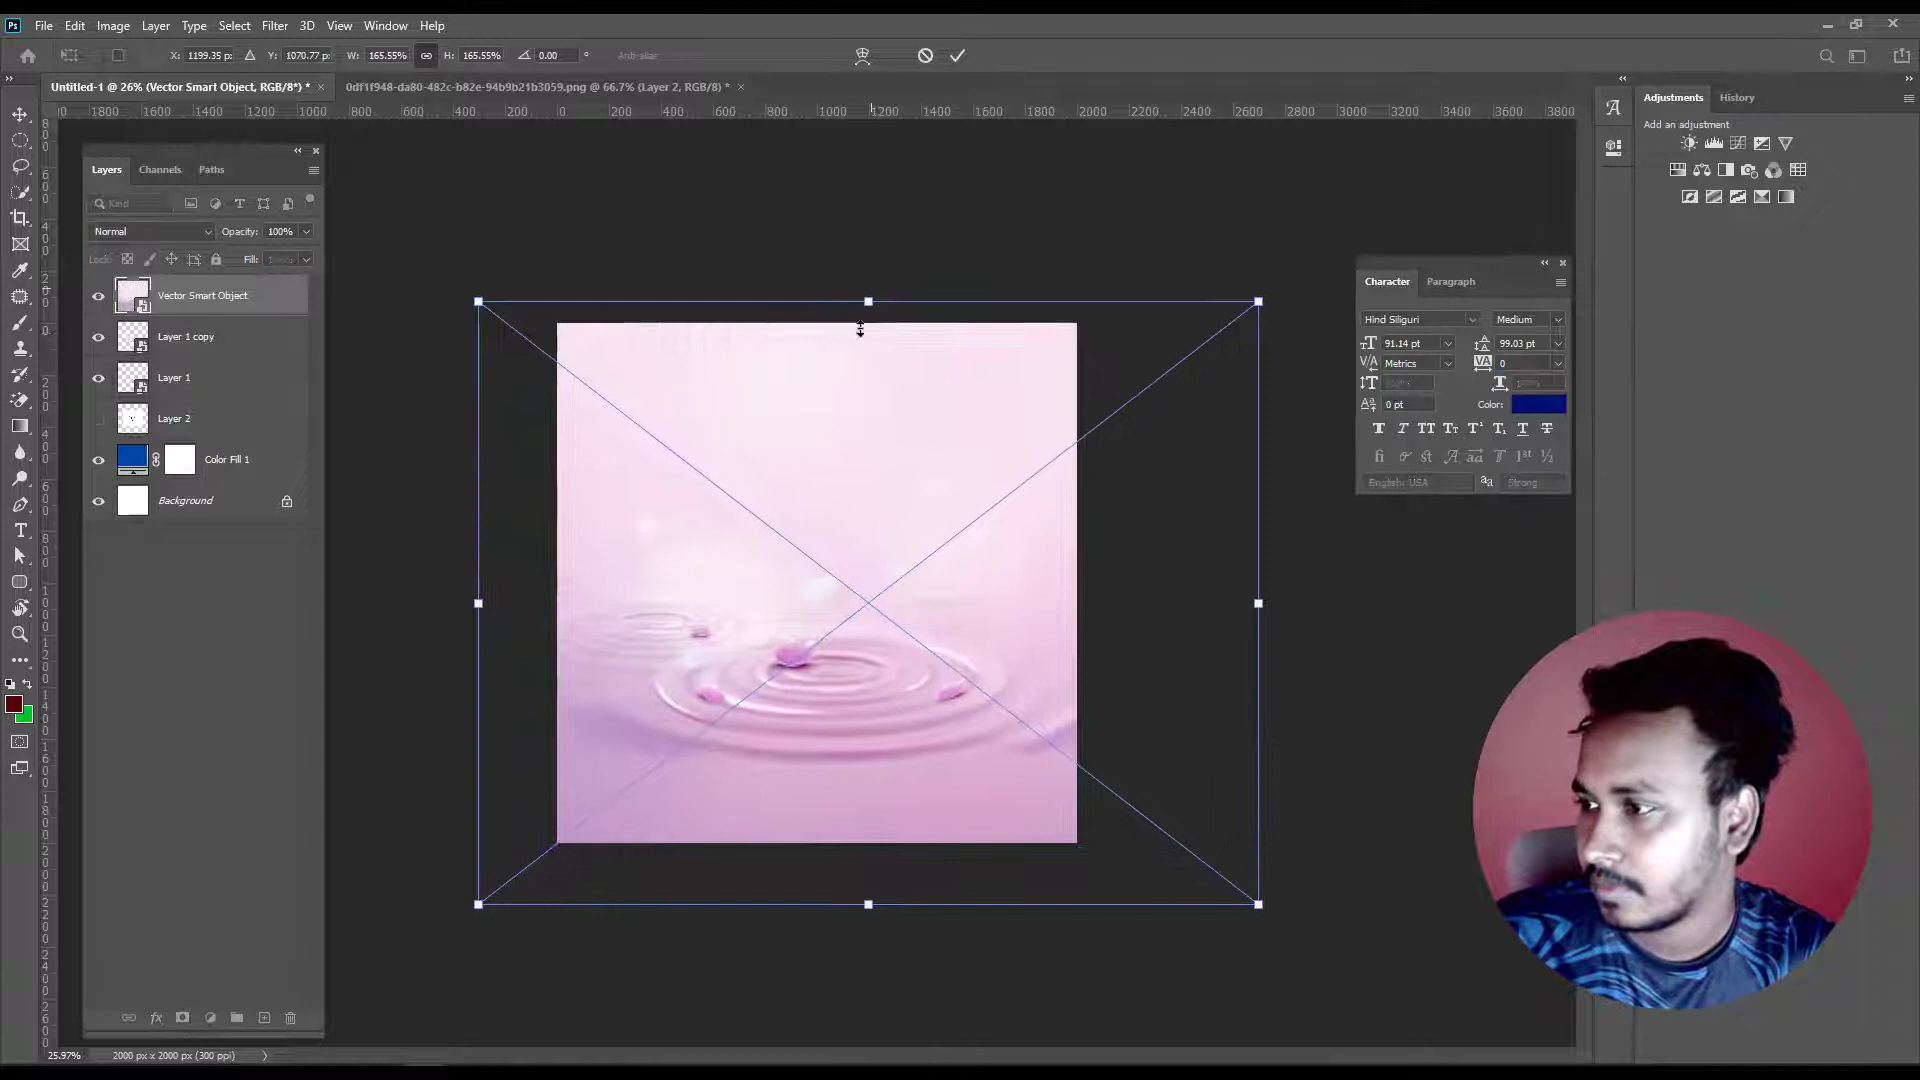 Ps File Edit Image Layer Type Select Filter 3D View Window Help
X: 1199.35 p: Y: 1070.77 p: W: 165.55% H: 165.55% 0.00 ° Anti-alias
Untitled-1 @ 26% (Vector Smart Object, RGB/8*) * × 0df1f948-da80-482c-b82e-94b9b21b3059.png @ 66.7% (Layer 2, RGB/8) * ×
1800 1600 1400 1200 1000 800 600 400 200 0 200 400 600 800 1000 1200 1400 1600 1800 2000 2200 2400 2600 2800 3000 3200 3400 3600 3800
Layers Channels Paths
Kind
Normal Opacity: 100%
Lock: Fill:
Vector Smart Object
Layer 1 copy
Layer 1
Layer 2
Color Fill 1
Background
Adjustments History
Add an adjustment
Character Paragraph
Hind Siliguri Medium
91.14 pt 99.03 pt
Metrics 0
0 pt Color:
English: USA aa Strong
25.97% 2000 px x 2000 px (300 ppi)